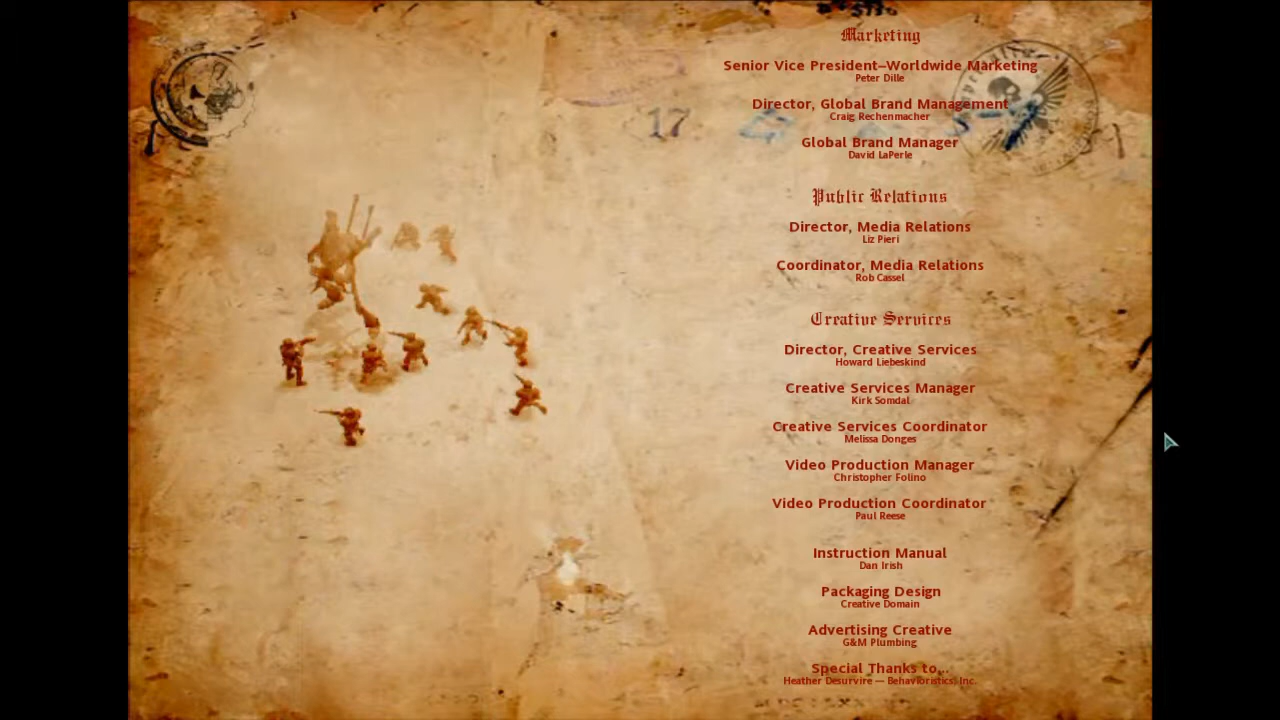 Marketing
Senior Vice President—Worldwide Marketing
Peter Dille
Director, Global Brand Management
Craig Rechenmacher
17
Global Brand Manager
David LaPerle
Public Relations
Director, Media Relations
Liz Pieri
Coordinator, Media Relations
Rob Cassel
Creative Services
Director, Creative Services
Howard Liebeskind
Creative Services Manager
Kirk Somdal
Creative Services Coordinator
Melissa Donges
Video Production Manager
Christopher Folino
Video Production Coordinator
Paul Reese
Instruction Manual
Dan Irish
Packaging Design
Creative Domain
Advertising Creative
G&M Plumbing
Special Thanks to...
Heather Desurvire — Behavioristics, Inc.